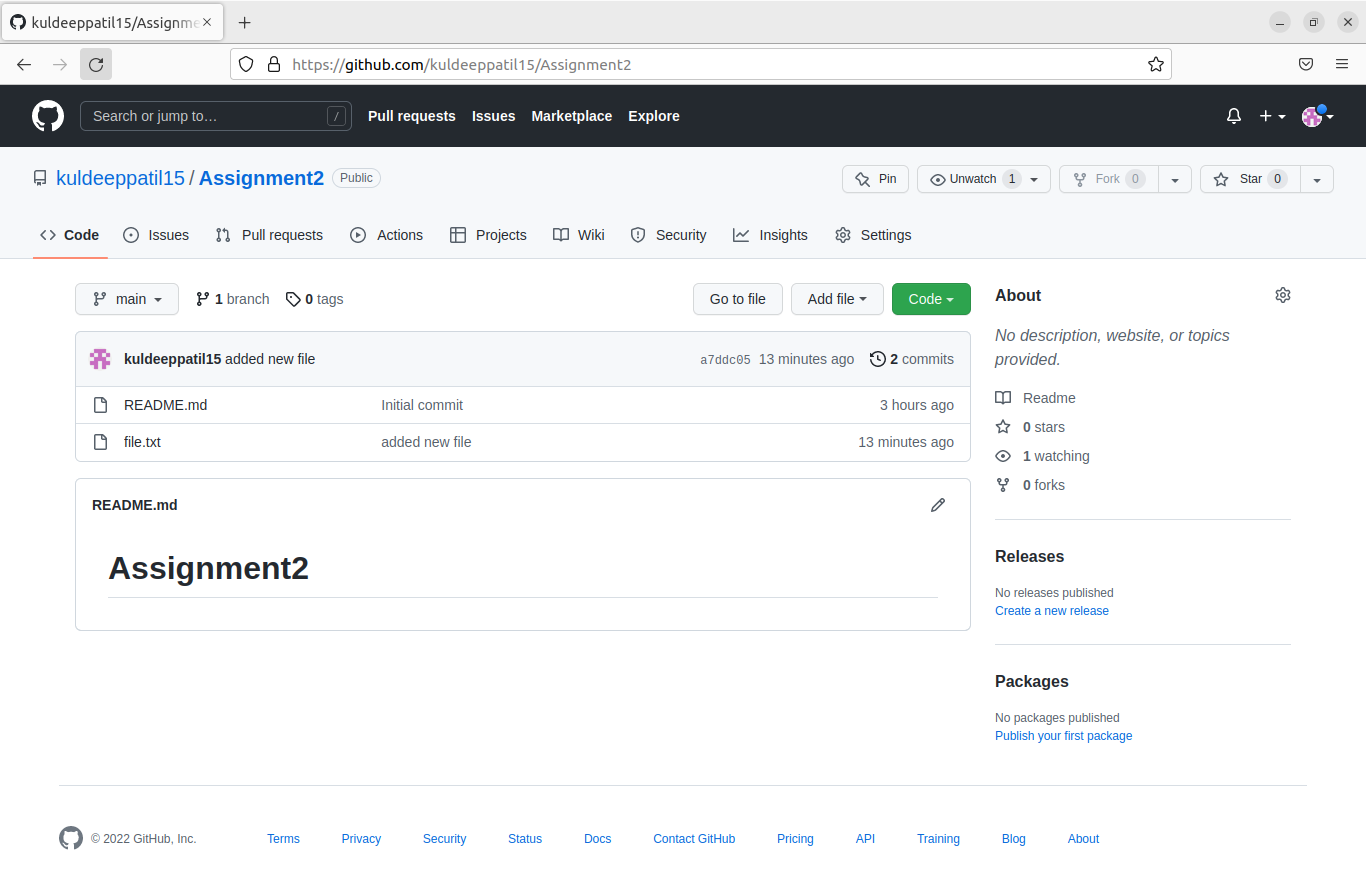 kuldeeppatil15/Assignme
https://github.com/kuldeeppatil15/Assignment2
Search or jump to… / Pull requests Issues Marketplace Explore
kuldeeppatil15 / Assignment2 Public Pin Unwatch 1 Fork 0 Star 0
Code Issues Pull requests Actions Projects Wiki Security Insights Settings
main 1 branch 0 tags Go to file Add file Code
kuldeeppatil15 added new file a7ddc05 13 minutes ago 2 commits
README.md Initial commit 3 hours ago
file.txt added new file 13 minutes ago
README.md
Assignment2
About
No description, website, or topics
provided.
Readme
0 stars
1 watching
0 forks
Releases
No releases published
Create a new release
Packages
No packages published
Publish your first package
© 2022 GitHub, Inc. Terms Privacy Security Status Docs Contact GitHub Pricing API Training Blog About